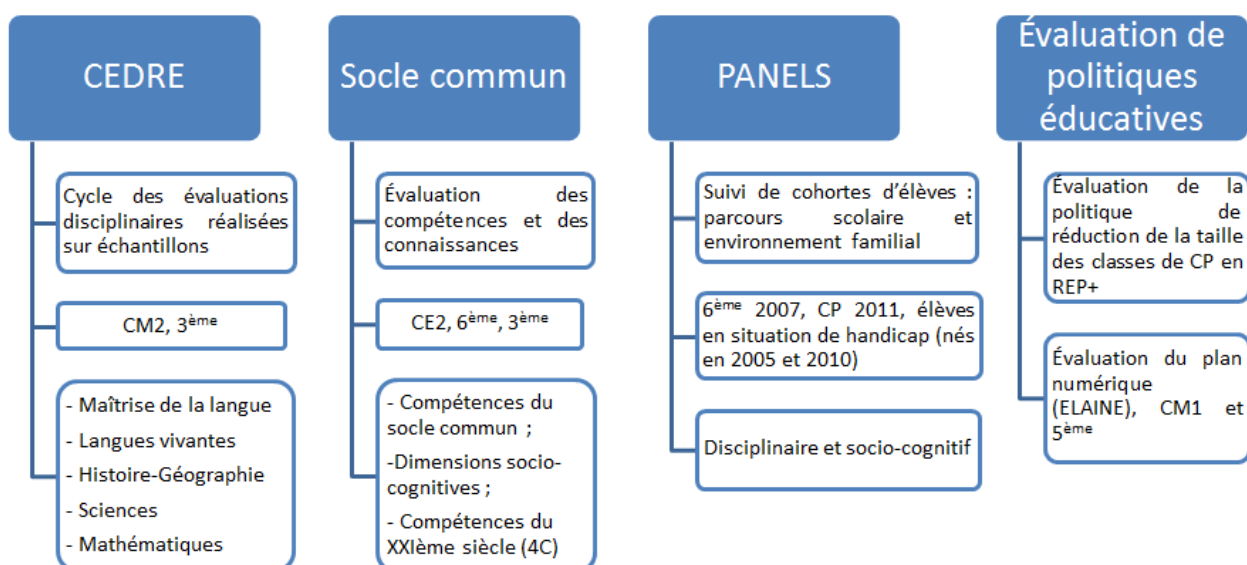 CEDRE
Cycle des évaluations
disciplinaires réalisées
sur échantillons
CM2, 3ème
- Maîtrise de la langue
- Langues vivantes
- Histoire-Géographie
- Sciences
- Mathématiques
Socle commun
Évaluation des
compétences et des
connaissances
CE2, 6ème, 3ème
- Compétences du
socle commun ;
-Dimensions socio-
cognitives ;
- Compétences du
XXIème siècle (4C)
PANELS
Suivi de cohortes d’élèves :
parcours scolaire et
environnement familial
6ème 2007, CP 2011, élèves
en situation de handicap (nés
en 2005 et 2010)
Disciplinaire et socio-cognitif
Évaluation de
politiques
éducatives
Évaluation de la
politique de
réduction de la taille
des classes de CP en
REP+
Évaluation du plan
numérique
(ELAINE), CM1 et
5ème